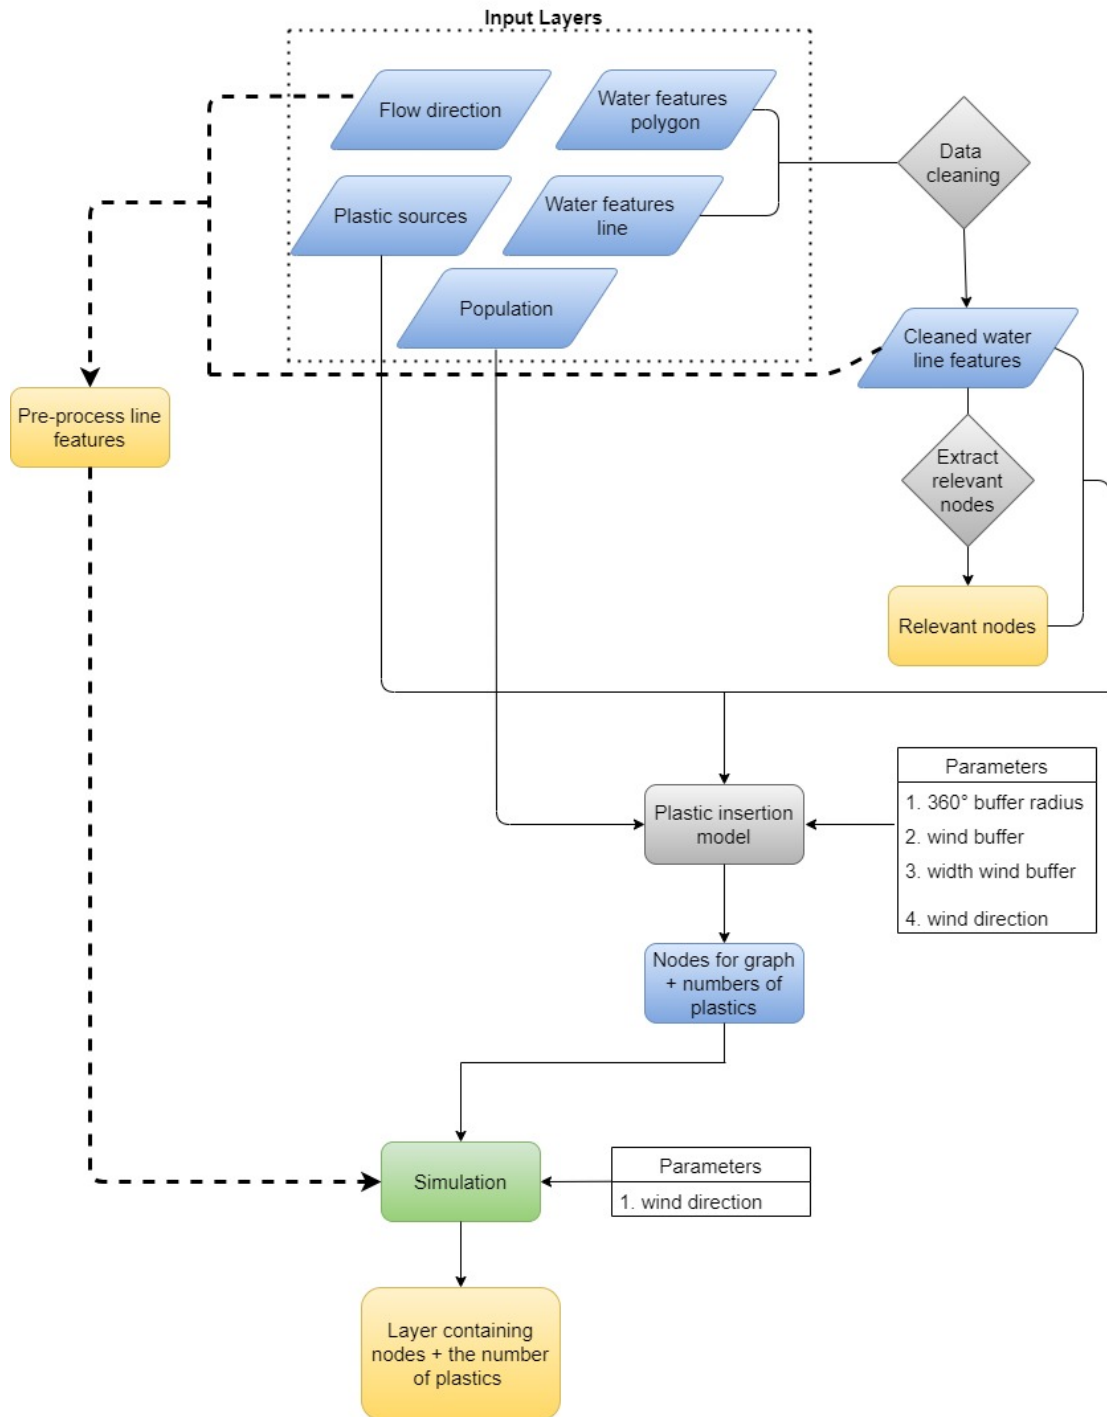 Input Layers
Flow direction
Water features
polygon
Data
cleaning
Plastic sources
Water features
line
Population
Cleaned water
line features
Pre-process line
features
Extract
relevant
nodes
Relevant nodes
Parameters
1. 360° buffer radius
2. wind buffer
3. width wind buffer
4. wind direction
Plastic insertion
model
Nodes for graph
+ numbers of
plastics
Simulation
Parameters
1. wind direction
Layer containing
nodes + the number
of plastics